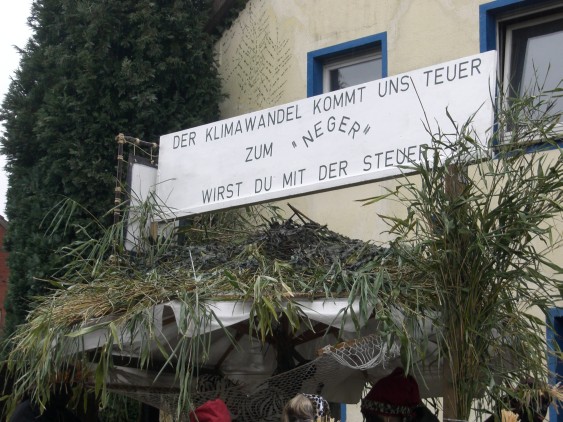 DER KLIMAWANDEL KOMMT UNS TEUER
ZUM "NEGER"
WIRST DU MIT DER STEUER